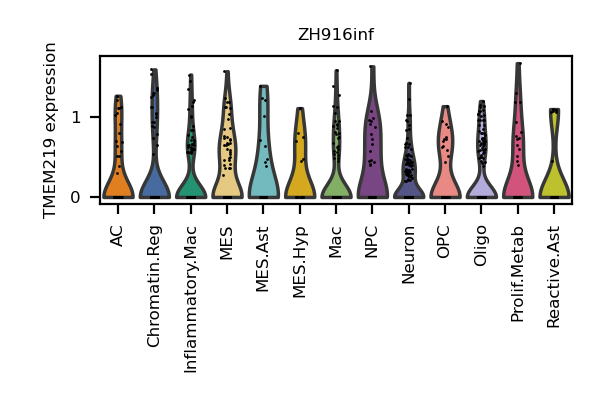 ZH916inf
TMEM219 expression
1
0
AC
Chromatin.Reg
Inflammatory.Mac
MES
MES.Ast
MES.Hyp
Mac
NPC
Neuron
OPC
Oligo
Prolif.Metab
Reactive.Ast